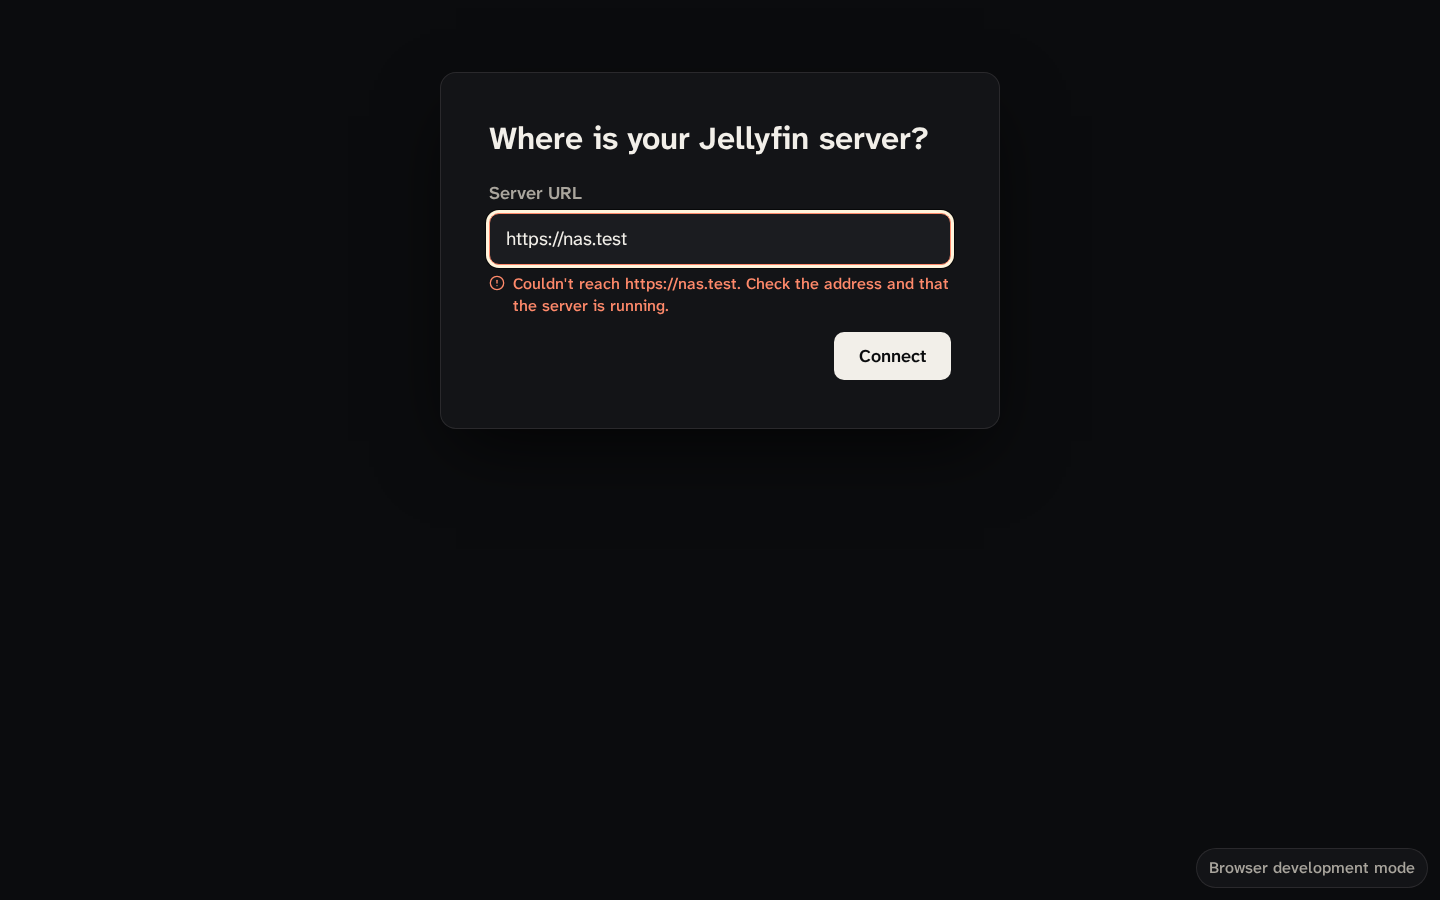 Where is your Jellyfin server?
Server URL
https://nas.test
Couldn't reach https://nas.test. Check the address and that
the server is running.
Connect
Browser development mode